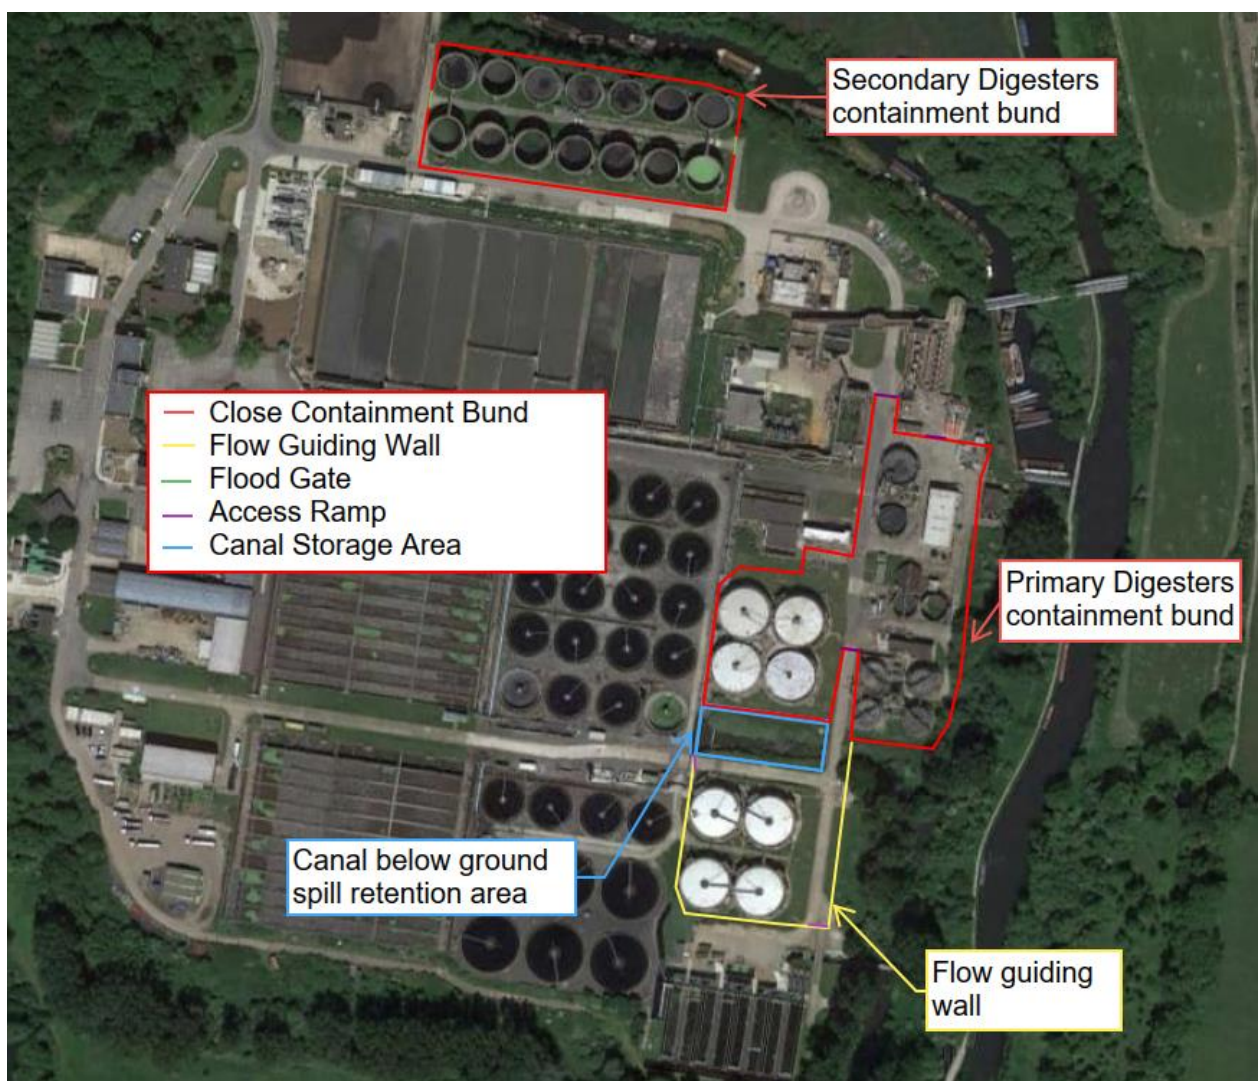 Secondary Digesters
containment bund
Close Containment Bund
Flow Guiding Wall
Flood Gate
Access Ramp
Canal Storage Area
Primary Digesters
containment bund
Canal below ground
spill retention area
Flow guiding
wall